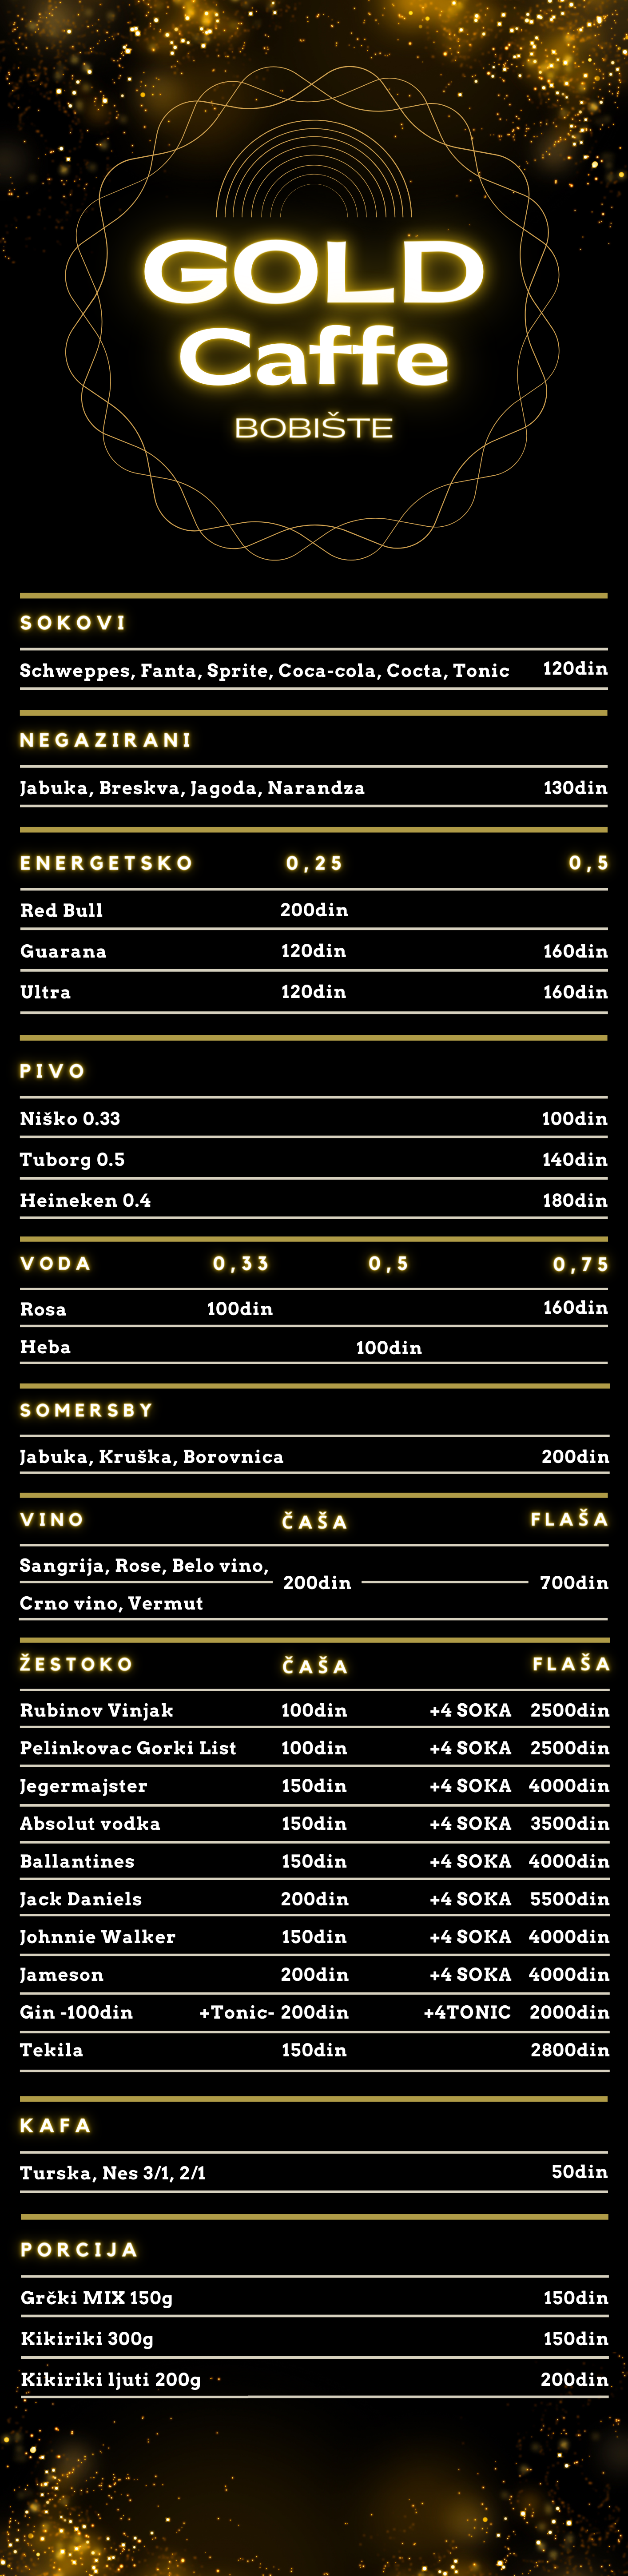 GOLD
Caffe
BOBIŠTE
SOKOVI
Schweppes, Fanta, Sprite, Coca-cola, Cocta, Tonic 120din
NEGAZIRANI
Jabuka, Breskva, Jagoda, Narandza 130din
ENERGETSKO 0,25 0,5
Red Bull 200din
Guarana 120din 160din
Ultra 120din 160din
PIVO
Niško 0.33 100din
Tuborg 0.5 140din
Heineken 0.4 180din
VODA 0,33 0,5 0,75
Rosa 100din 160din
Heba 100din
SOMERSBY
Jabuka, Kruška, Borovnica 200din
VINO ČAŠA FLAŠA
Sangrija, Rose, Belo vino,
200din 700din
Crno vino, Vermut
ŽESTOKO ČAŠA FLAŠA
Rubinov Vinjak 100din +4 SOKA 2500din
Pelinkovac Gorki List 100din +4 SOKA 2500din
Jegermajster 150din +4 SOKA 4000din
Absolut vodka 150din +4 SOKA 3500din
Ballantines 150din +4 SOKA 4000din
Jack Daniels 200din +4 SOKA 5500din
Johnnie Walker 150din +4 SOKA 4000din
Jameson 200din +4 SOKA 4000din
Gin -100din +Tonic- 200din +4TONIC 2000din
Tekila 150din 2800din
KAFA
Turska, Nes 3/1, 2/1 50din
PORCIJA
Grčki MIX 150g 150din
Kikiriki 300g 150din
Kikiriki ljuti 200g 200din